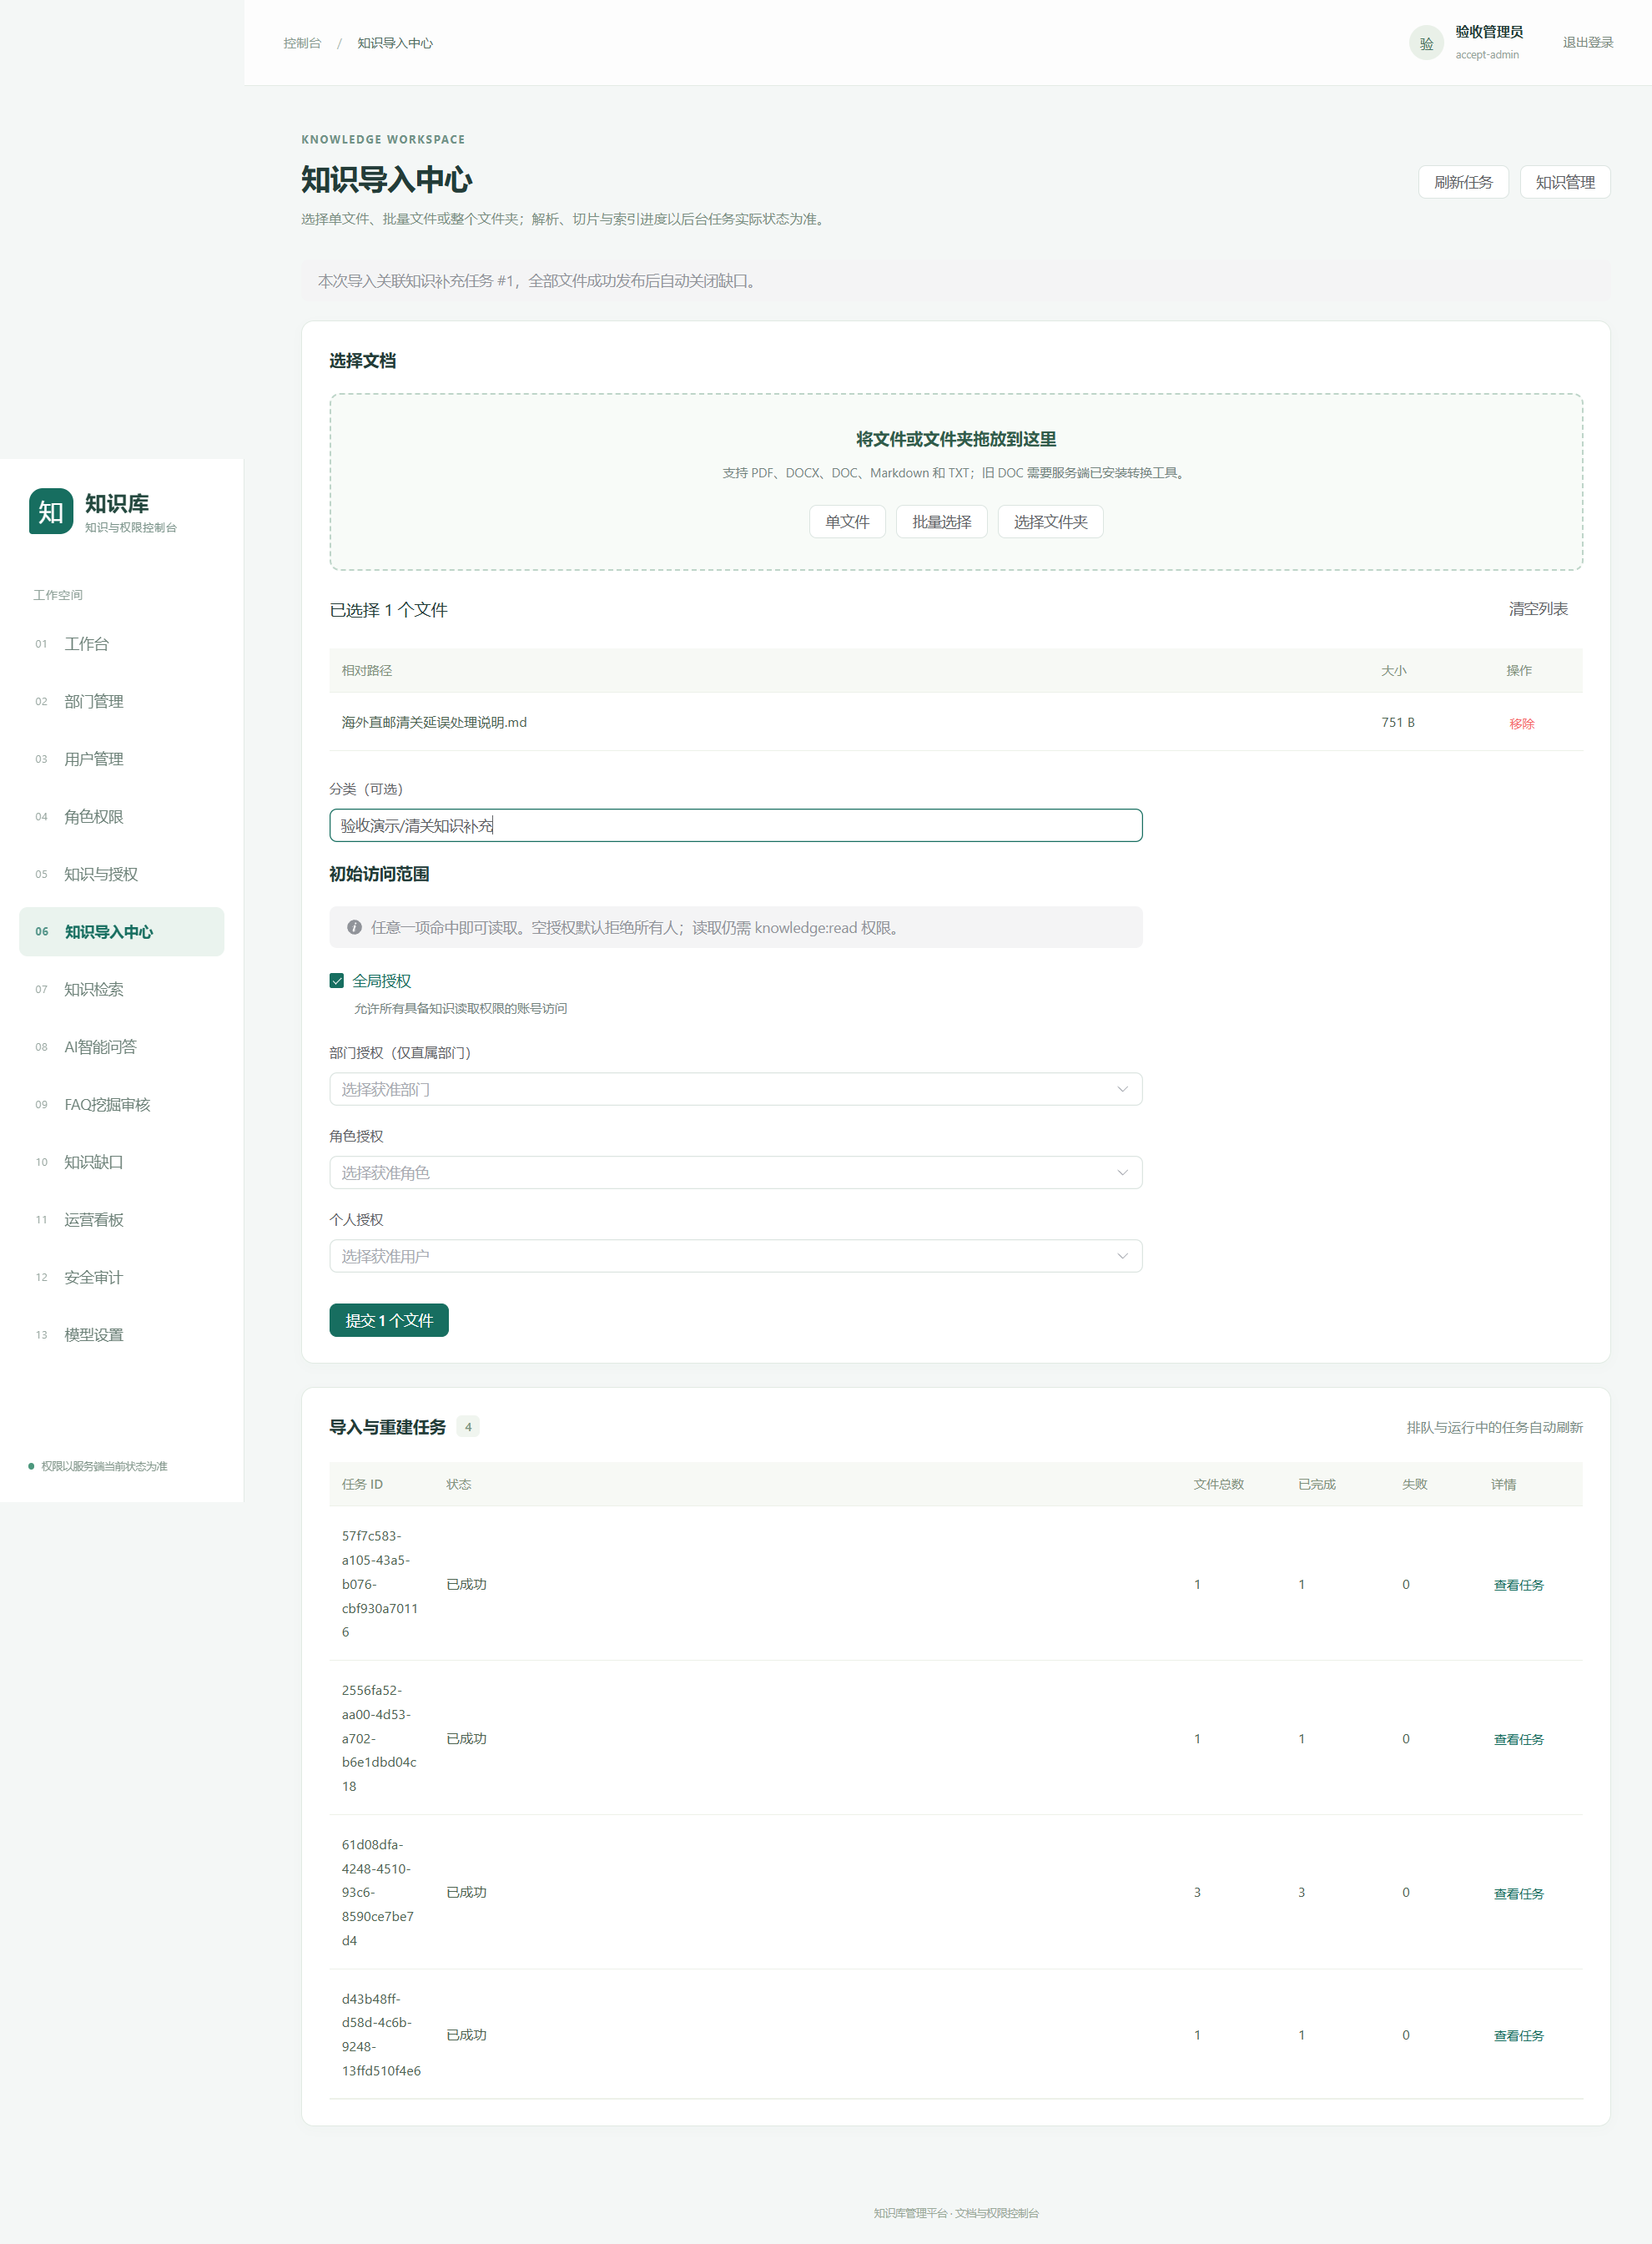 控制台 / 知识导入中心
验
验收管理员
accept-admin
退出登录
KNOWLEDGE WORKSPACE
知识导入中心
刷新任务
知识管理
选择单文件、批量文件或整个文件夹；解析、切片与索引进度以后台任务实际状态为准。
本次导入关联知识补充任务 #1，全部文件成功发布后自动关闭缺口。
知
知识库
知识与权限控制台
工作空间
01 工作台
02 部门管理
03 用户管理
04 角色权限
05 知识与授权
06 知识导入中心
07 知识检索
08 AI智能问答
09 FAQ挖掘审核
10 知识缺口
11 运营看板
12 安全审计
13 模型设置
权限以服务端当前状态为准
选择文档
将文件或文件夹拖放到这里
支持 PDF、DOCX、DOC、Markdown 和 TXT；旧 DOC 需要服务端已安装转换工具。
单文件 批量选择 选择文件夹
已选择 1 个文件 清空列表
相对路径 大小 操作
海外直邮清关延误处理说明.md 751 B 移除
分类（可选）
验收演示/清关知识补充
初始访问范围
任意一项命中即可读取。空授权默认拒绝所有人；读取仍需 knowledge:read 权限。
全局授权
允许所有具备知识读取权限的账号访问
部门授权（仅直属部门）
选择获准部门
角色授权
选择获准角色
个人授权
选择获准用户
提交 1 个文件
导入与重建任务 4 排队与运行中的任务自动刷新
任务 ID 状态 文件总数 已完成 失败 详情
57f7c583-
a105-43a5-
b076-
cbf930a7011
6
已成功 1 1 0 查看任务
2556fa52-
aa00-4d53-
a702-
b6e1dbd04c
18
已成功 1 1 0 查看任务
61d08dfa-
4248-4510-
93c6-
8590ce7be7
d4
已成功 3 3 0 查看任务
d43b48ff-
d58d-4c6b-
9248-
13ffd510f4e6
已成功 1 1 0 查看任务
知识库管理平台 · 文档与权限控制台